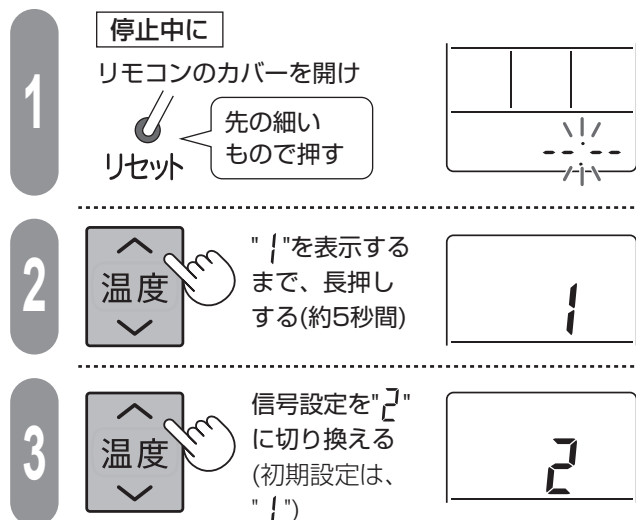 1
停止中に
リモコンのカバーを開け
リセット
先の細い
もので押す
--:--
2
温度
"1"を表示する
まで、長押し
する(約5秒間)
1
3
温度
信号設定を"2"
に切り換える
(初期設定は、
"1")
2